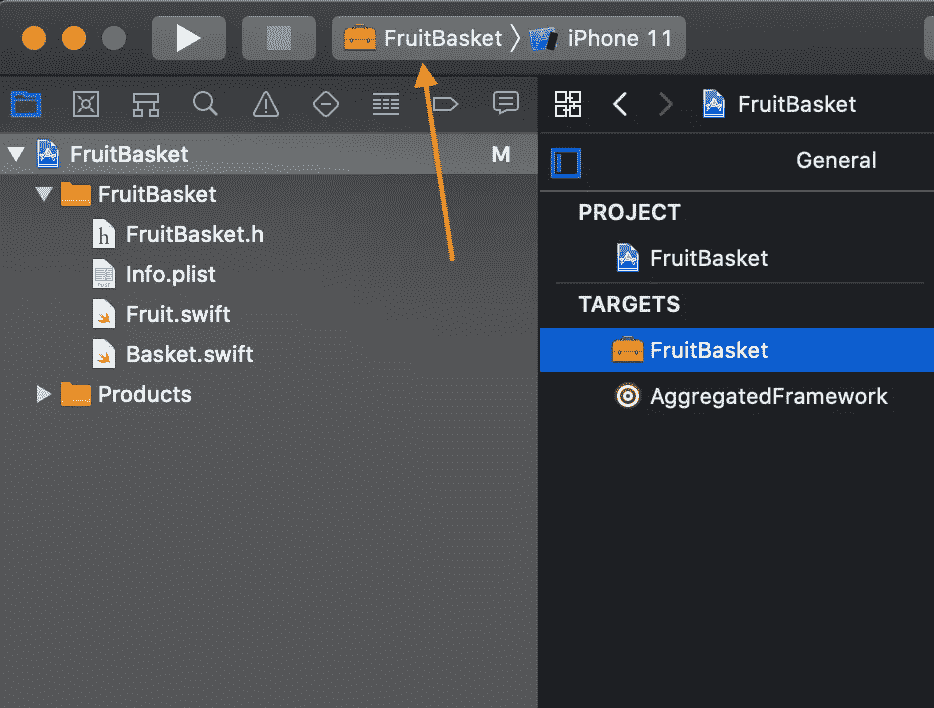 FruitBasket iPhone 11
FruitBasket
FruitBasket M
General
FruitBasket
PROJECT
FruitBasket.h
FruitBasket
Info.plist
TARGETS
Fruit.swift
FruitBasket
Basket.swift
AggregatedFramework
Products